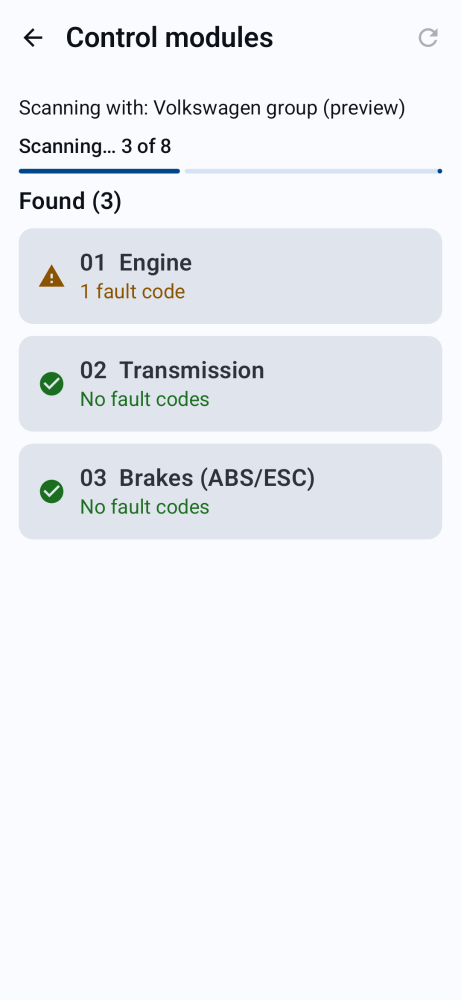 Control modules
Scanning with: Volkswagen group (preview)
Scanning… 3 of 8
Found (3)
01 Engine
1 fault code
02 Transmission
No fault codes
03 Brakes (ABS/ESC)
No fault codes